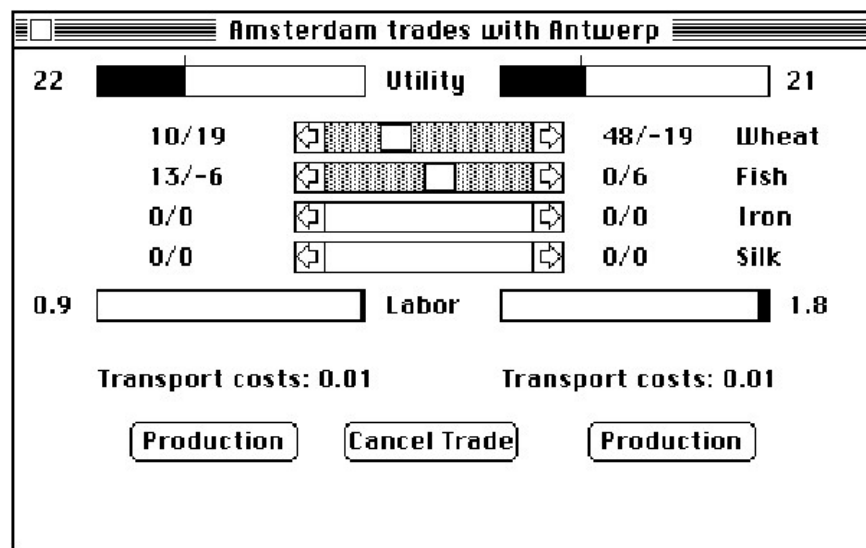 Amsterdam trades with Antwerp
22 Utility 21
10/19 48/-19 Wheat
13/-6 0/6 Fish
0/0 0/0 Iron
0/0 0/0 Silk
0.9 Labor 1.8
Transport costs: 0.01 Transport costs: 0.01
Production Cancel Trade Production